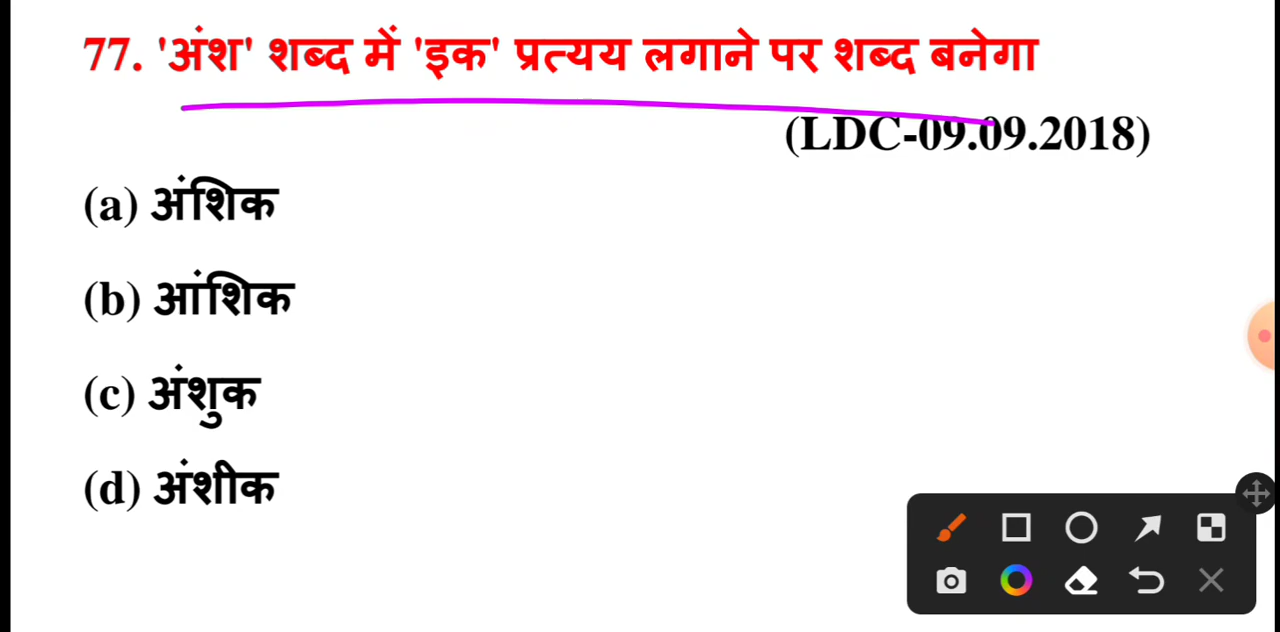 77. 'अंश' शब्द में 'इक' प्रत्यय लगाने पर शब्द बनेगा
(LDC-09.09.2018)
(a) अंशिक
(b) आंशिक
(c) अंशुक
(d) अंशीक